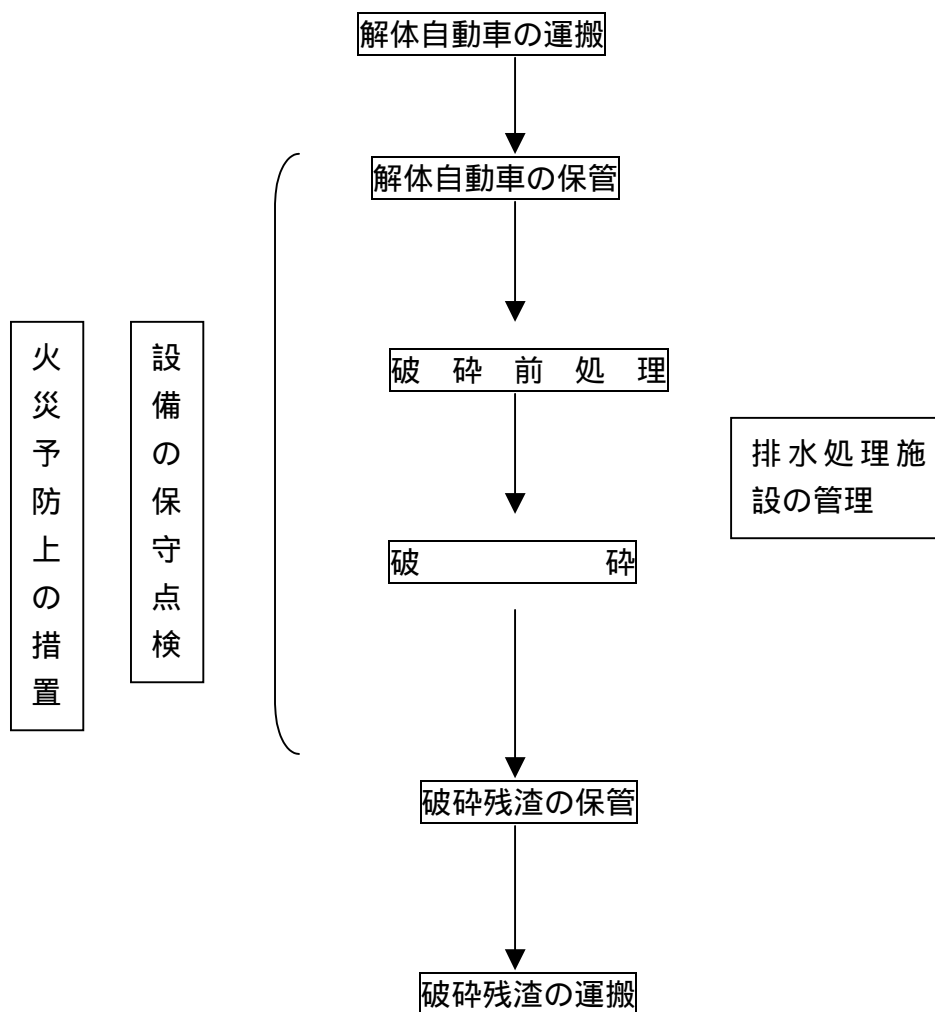 解体自動車の運搬
解体自動車の保管
火災予防上の措置
設備の保守点検
破砕前処理
排水処理施
設の管理
破砕
破砕残渣の保管
破砕残渣の運搬